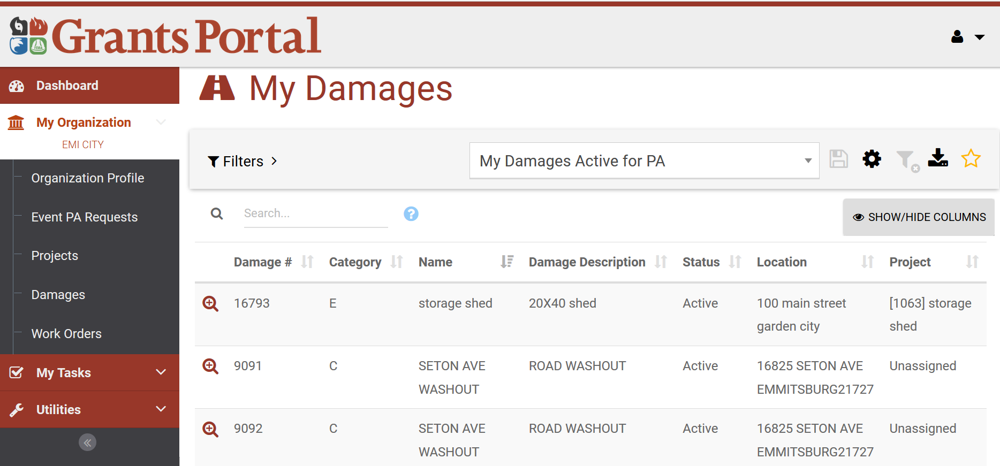 FEMA
Grants Portal
Dashboard
My Organization
EMI CITY
Organization Profile
Event PA Requests
Projects
Damages
Work Orders
My Tasks
Utilities
My Damages
Filters
My Damages Active for PA
Search...
?
SHOW/HIDE COLUMNS
Damage # Category Name Damage Description Status Location Project
16793 E storage shed 20X40 shed Active 100 main street [1063] storage
garden city shed
9091 C SETON AVE ROAD WASHOUT Active 16825 SETON AVE Unassigned
WASHOUT EMMITSBURG21727
9092 C SETON AVE ROAD WASHOUT Active 16825 SETON AVE Unassigned
WASHOUT EMMITSBURG21727